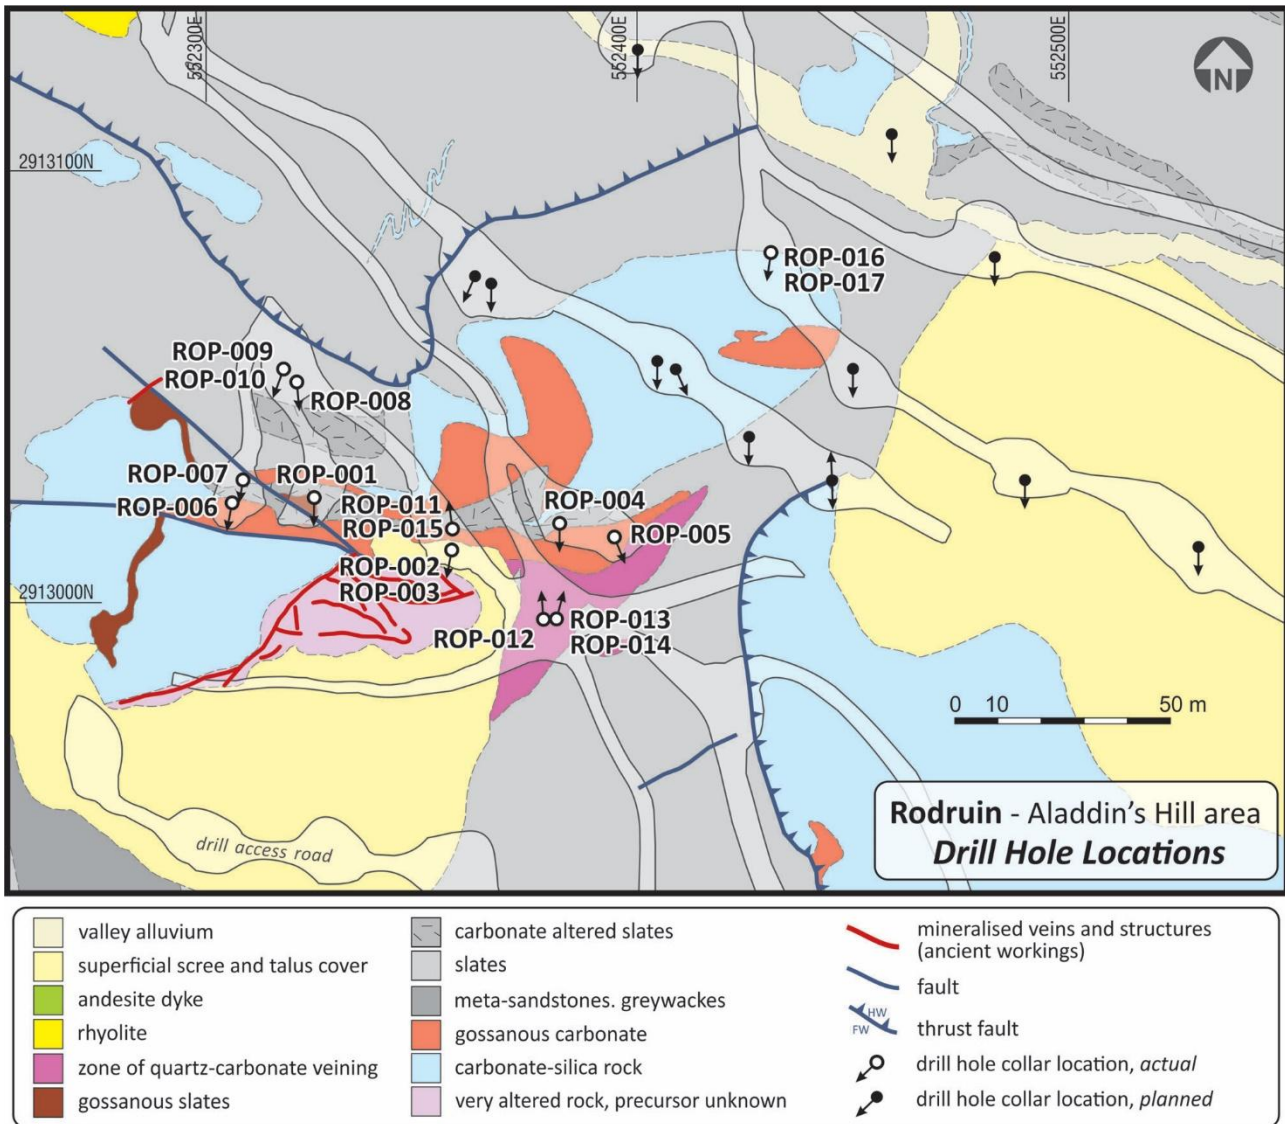 552300E
552400E
552500E
N
2913100N
ROP-016
ROP-017
ROP-009
ROP-010
ROP-008
ROP-007
ROP-001
ROP-006
ROP-011
ROP-015
ROP-004
ROP-005
ROP-002
ROP-003
2913000N
ROP-012
ROP-013
ROP-014
0 10 50 m
drill access road
Rodruin - Aladdin's Hill area
Drill Hole Locations
valley alluvium
superficial scree and talus cover
andesite dyke
rhyolite
zone of quartz-carbonate veining
gossanous slates
carbonate altered slates
slates
meta-sandstones. greywackes
gossanous carbonate
carbonate-silica rock
very altered rock, precursor unknown
mineralised veins and structures
(ancient workings)
fault
HW
FW
thrust fault
drill hole collar location, actual
drill hole collar location, planned